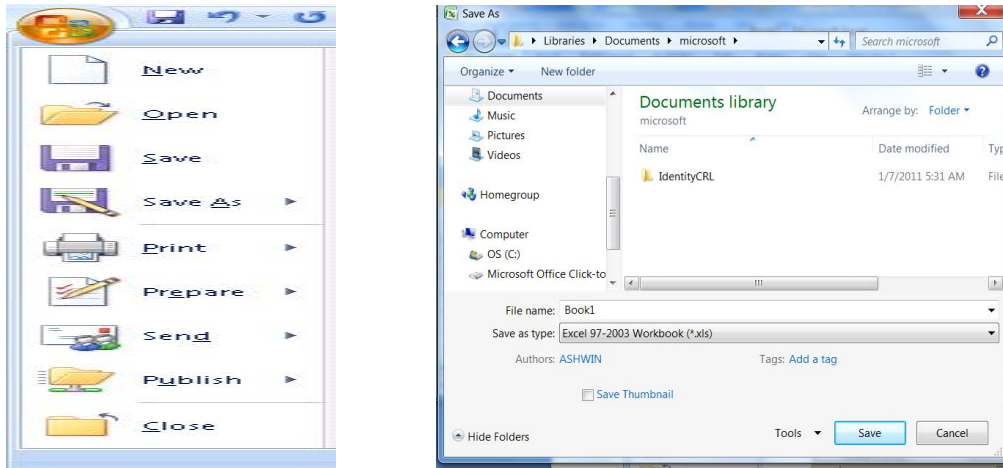 New
Open
Save
Save As
Print
Prepare
Send
Publish
Close
Save As
Libraries Documents microsoft
Search microsoft
Organize New folder
Documents
Music
Pictures
Videos
Homegroup
Computer
OS (C:)
Microsoft Office Click-to
Documents library
microsoft
Arrange by: Folder
Name Date modified Typ
IdentityCRL 1/7/2011 5:31 AM File
File name: Book1
Save as type: Excel 97-2003 Workbook (*.xls)
Authors: ASHWIN Tags: Add a tag
Save Thumbnail
Hide Folders Tools Save Cancel